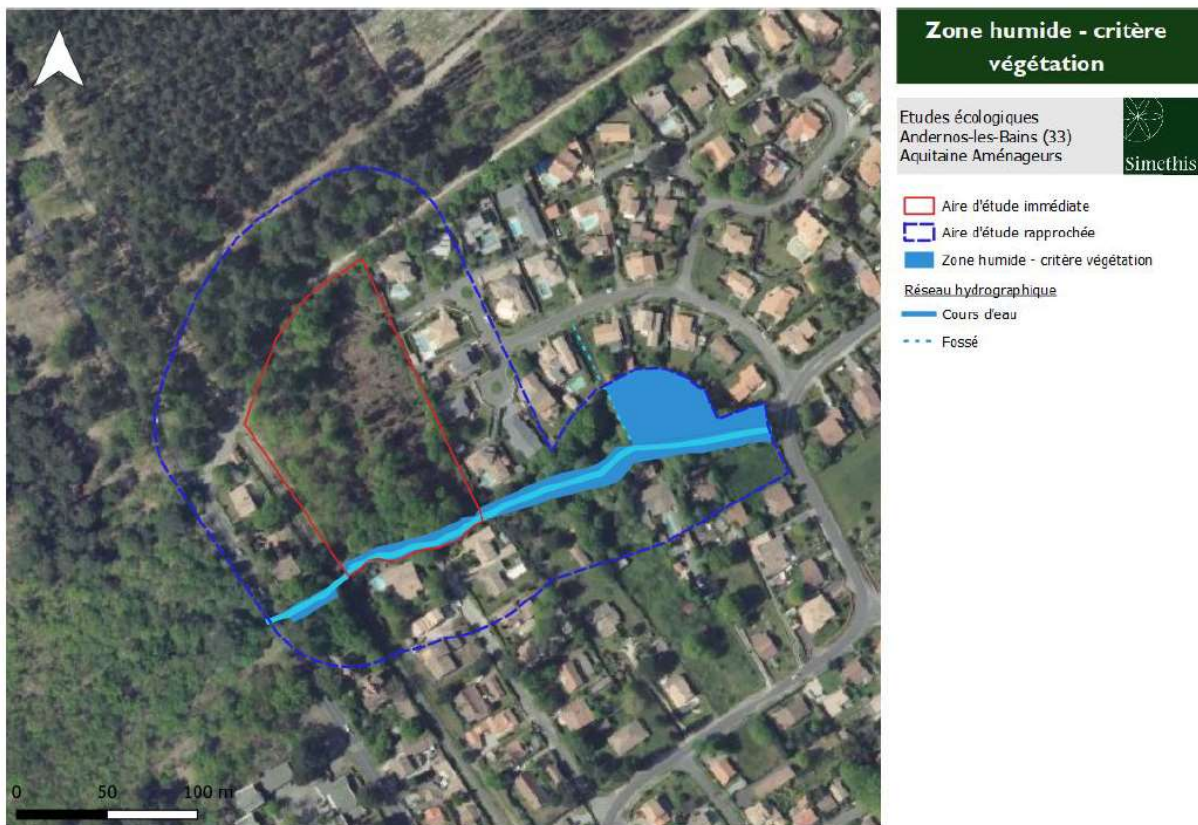 Zone humide - critère
végétation
Etudes écologiques
Andernos-les-Bains (33)
Aquitaine Aménageurs
Simethis
Aire d'étude immédiate
Aire d'étude rapprochée
Zone humide - critère végétation
Réseau hydrographique
Cours d'eau
Fossé
0 50 100 m